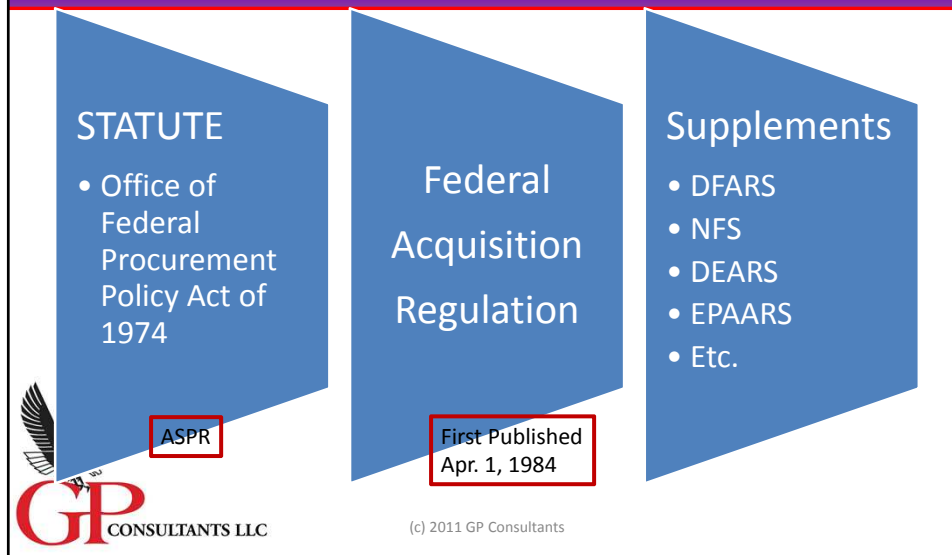 STATUTE
• Office of
Federal
Procurement
Policy Act of
1974
ASPR
Federal
Acquisition
Regulation
First Published
Apr. 1, 1984
Supplements
• DFARS
• NFS
• DEARS
• EPAARS
• Etc.
GP CONSULTANTS LLC
(c) 2011 GP Consultants